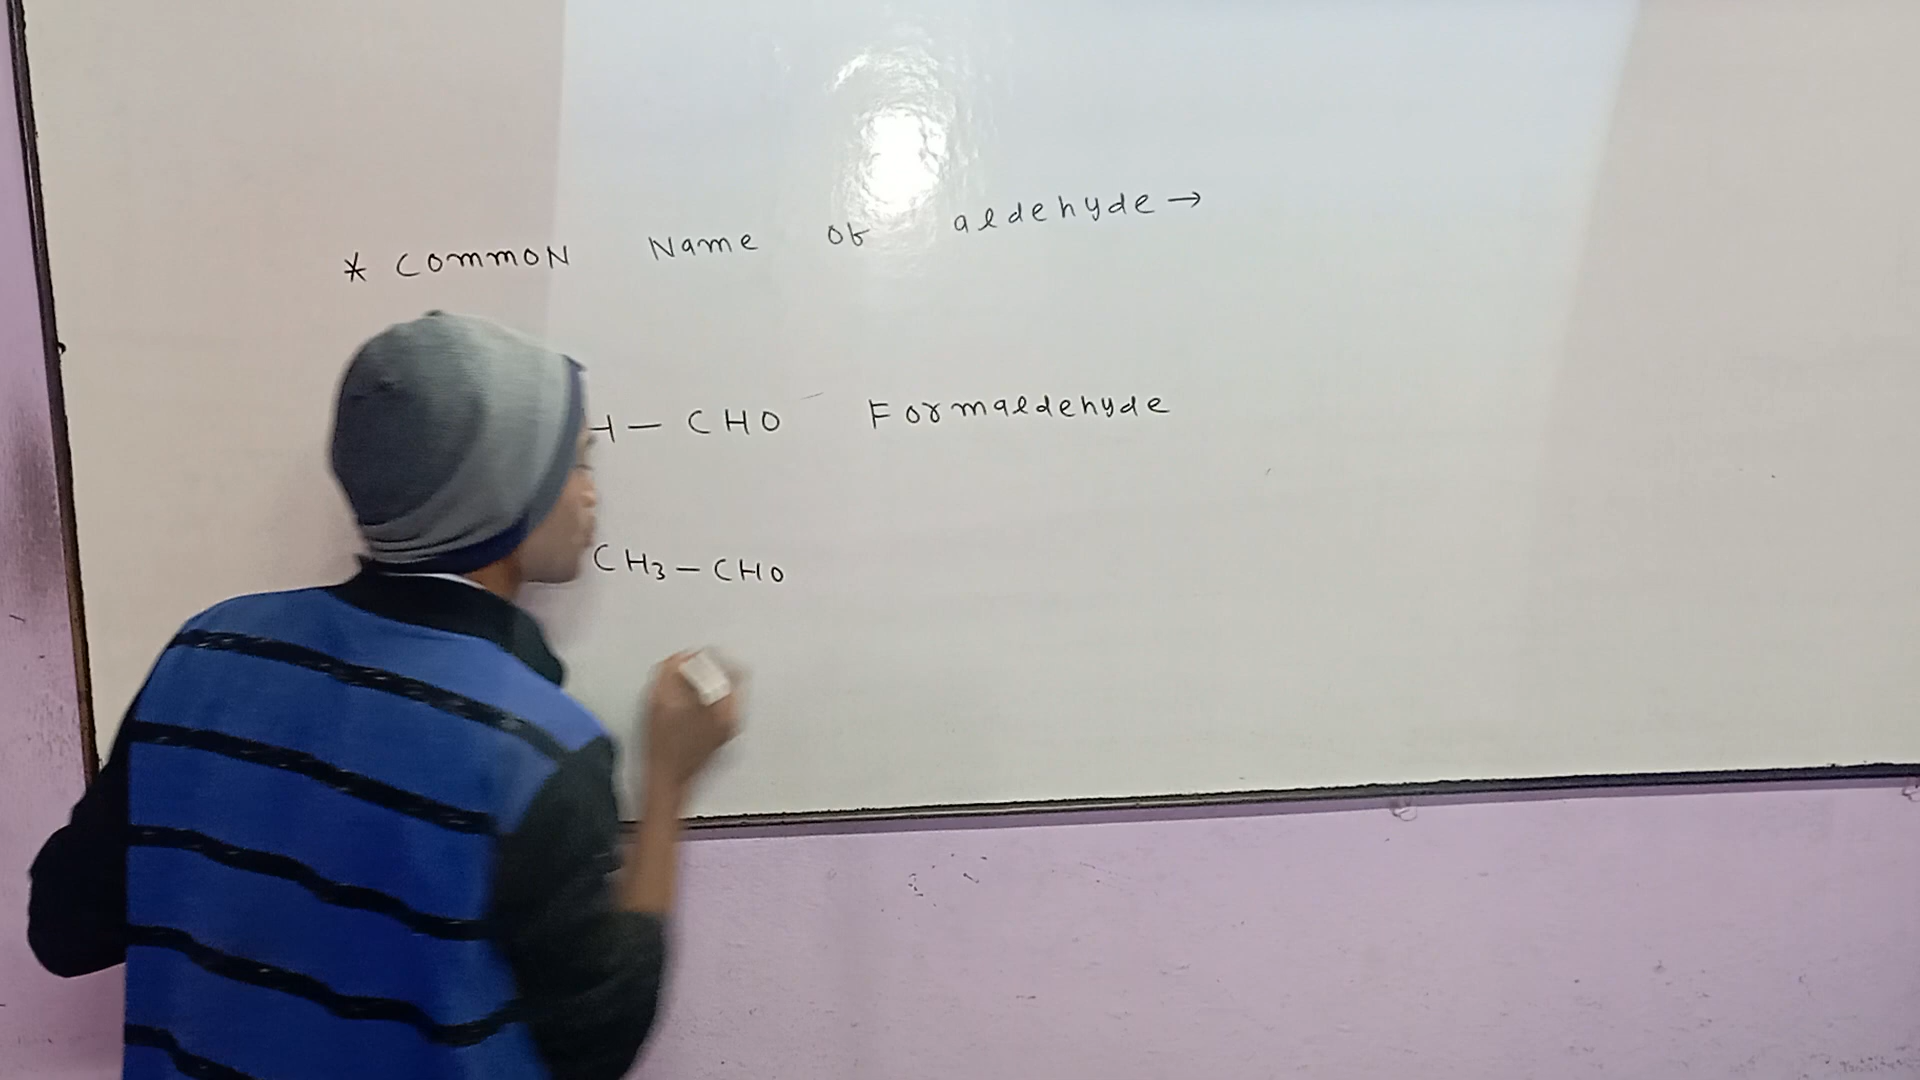 * Common Name of aldehyde →
H — CHO Formaldehyde
CH3 — CHO